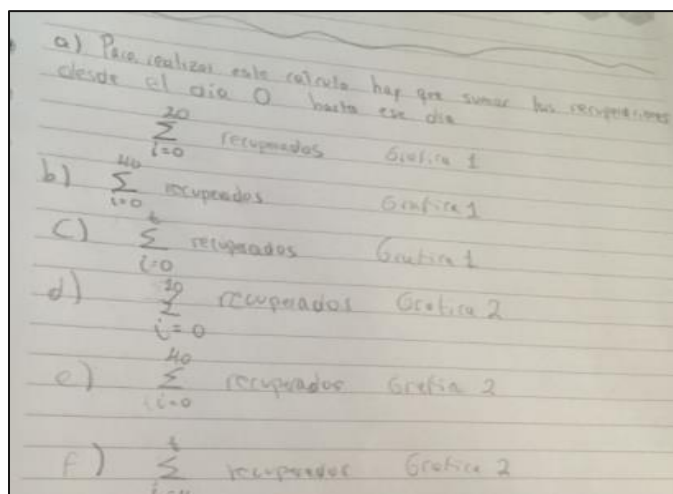 a) Para realizar este calculo hay que sumar las recuperaciones
desde el dia 0 hasta ese dia
20
Σ recuperados Grafica 1
i=0
40
b) Σ recuperados Grafica 1
i=0
t
c) Σ recuperados Grafica 1
i=0
20
d) Σ recuperados Grafica 2
i=0
40
e) Σ recuperados Grafia 2
i=0
t
f) Σ recuperados Grafica 2